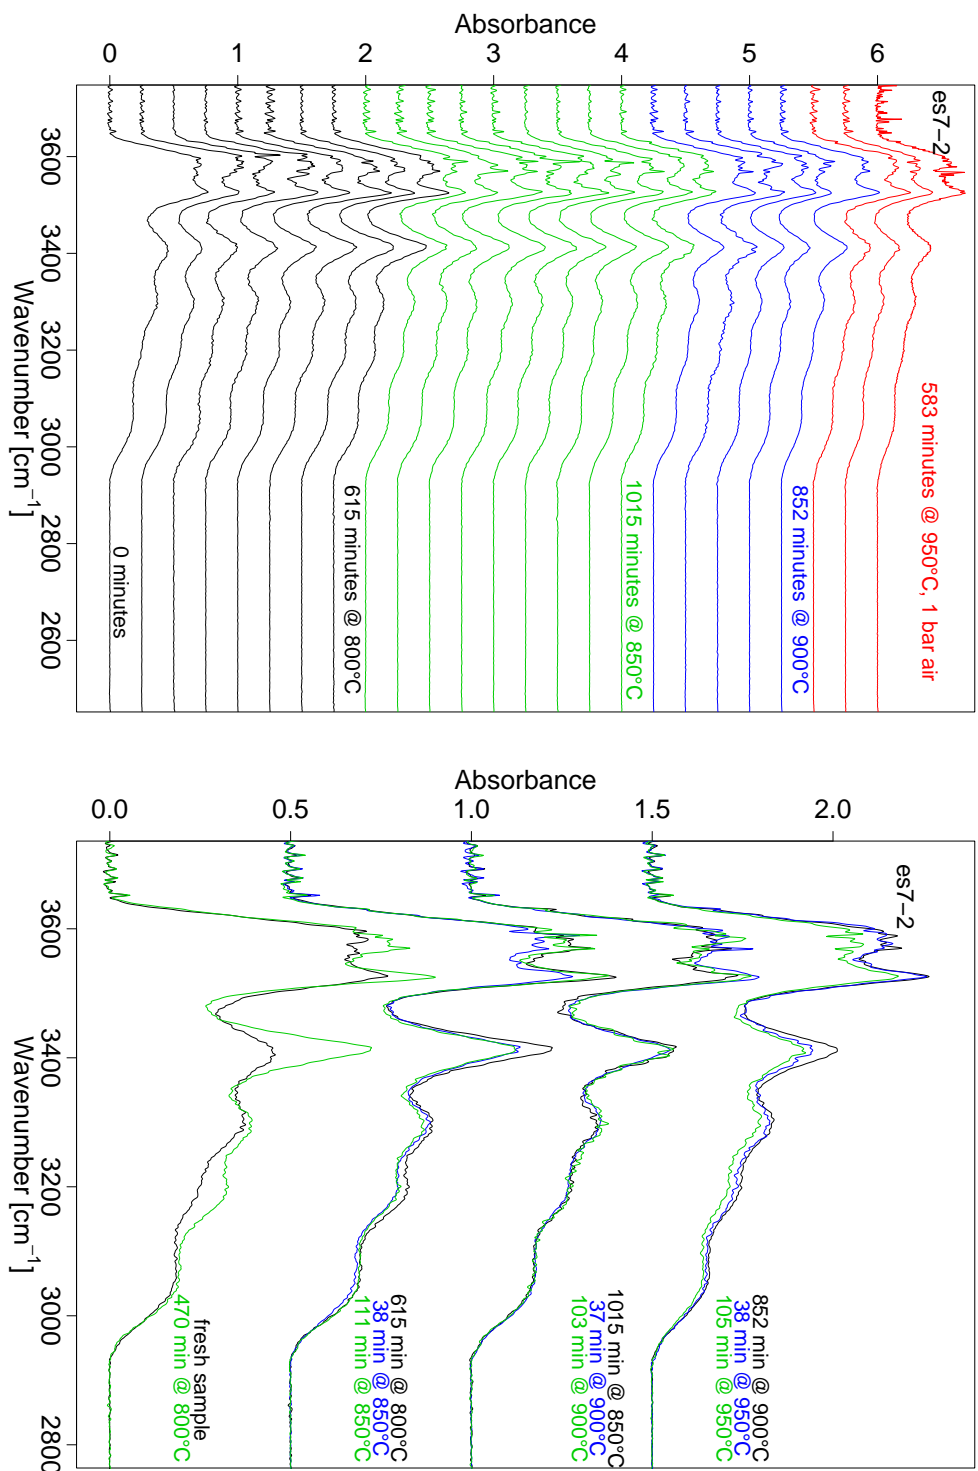 Absorbance
0 1 2 3 4 5 6
es7−2
583 minutes @ 950°C, 1 bar air
852 minutes @ 900°C
1015 minutes @ 850°C
615 minutes @ 800°C
0 minutes
3600 3400 3200 3000 2800 2600
Wavenumber [cm⁻¹]
Absorbance
0.0 0.5 1.0 1.5 2.0
es7−2
852 min @ 900°C
38 min @ 950°C
105 min @ 950°C
1015 min @ 850°C
37 min @ 900°C
103 min @ 900°C
615 min @ 800°C
38 min @ 850°C
111 min @ 850°C
fresh sample
470 min @ 800°C
3600 3400 3200 3000 2800
Wavenumber [cm⁻¹]